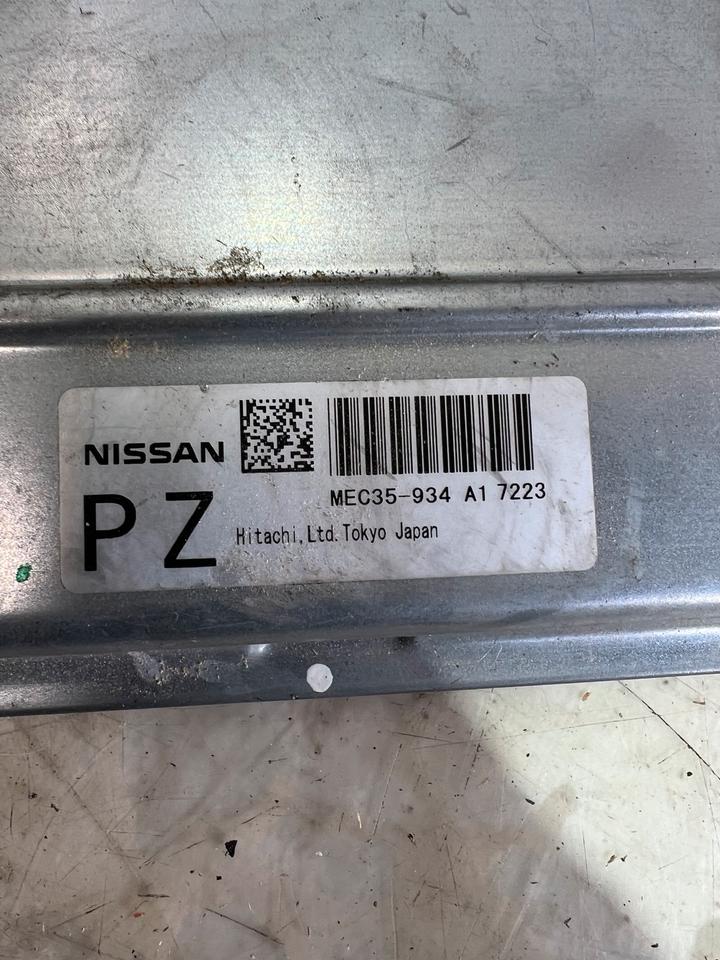 NISSAN
MEC35-934 A1 7223
PZ
Hitachi,Ltd.Tokyo Japan